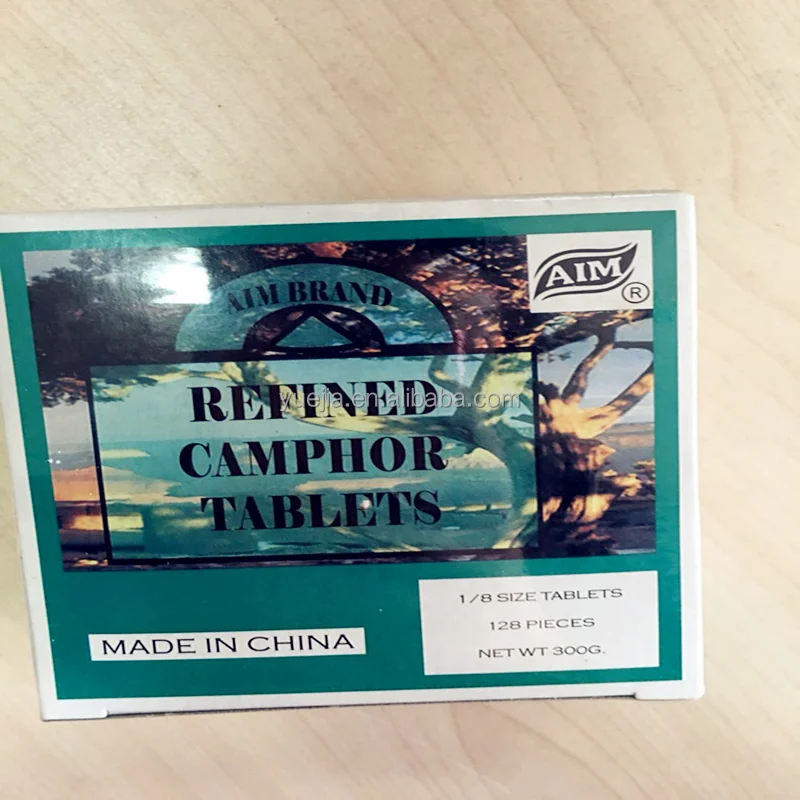 AIM
®
AIM BRAND
REFINED
yuejia.en.alibaba.com
CAMPHOR
TABLETS
1/8 SIZE TABLETS
128 PIECES
NET WT 300G.
MADE IN CHINA